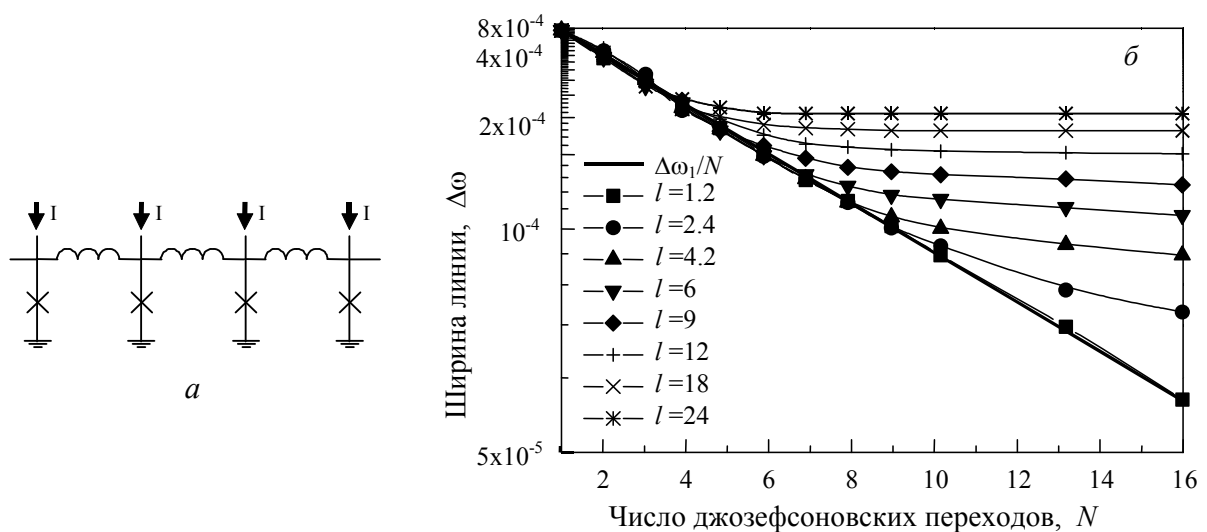 I I I I
а
б
8x10⁻⁴
4x10⁻⁴
2x10⁻⁴
10⁻⁴
5x10⁻⁵
Ширина линии, Δω
Δω₁/N
l =1.2
l =2.4
l =4.2
l =6
l =9
l =12
l =18
l =24
2 4 6 8 10 12 14 16
Число джозефсоновских переходов, N